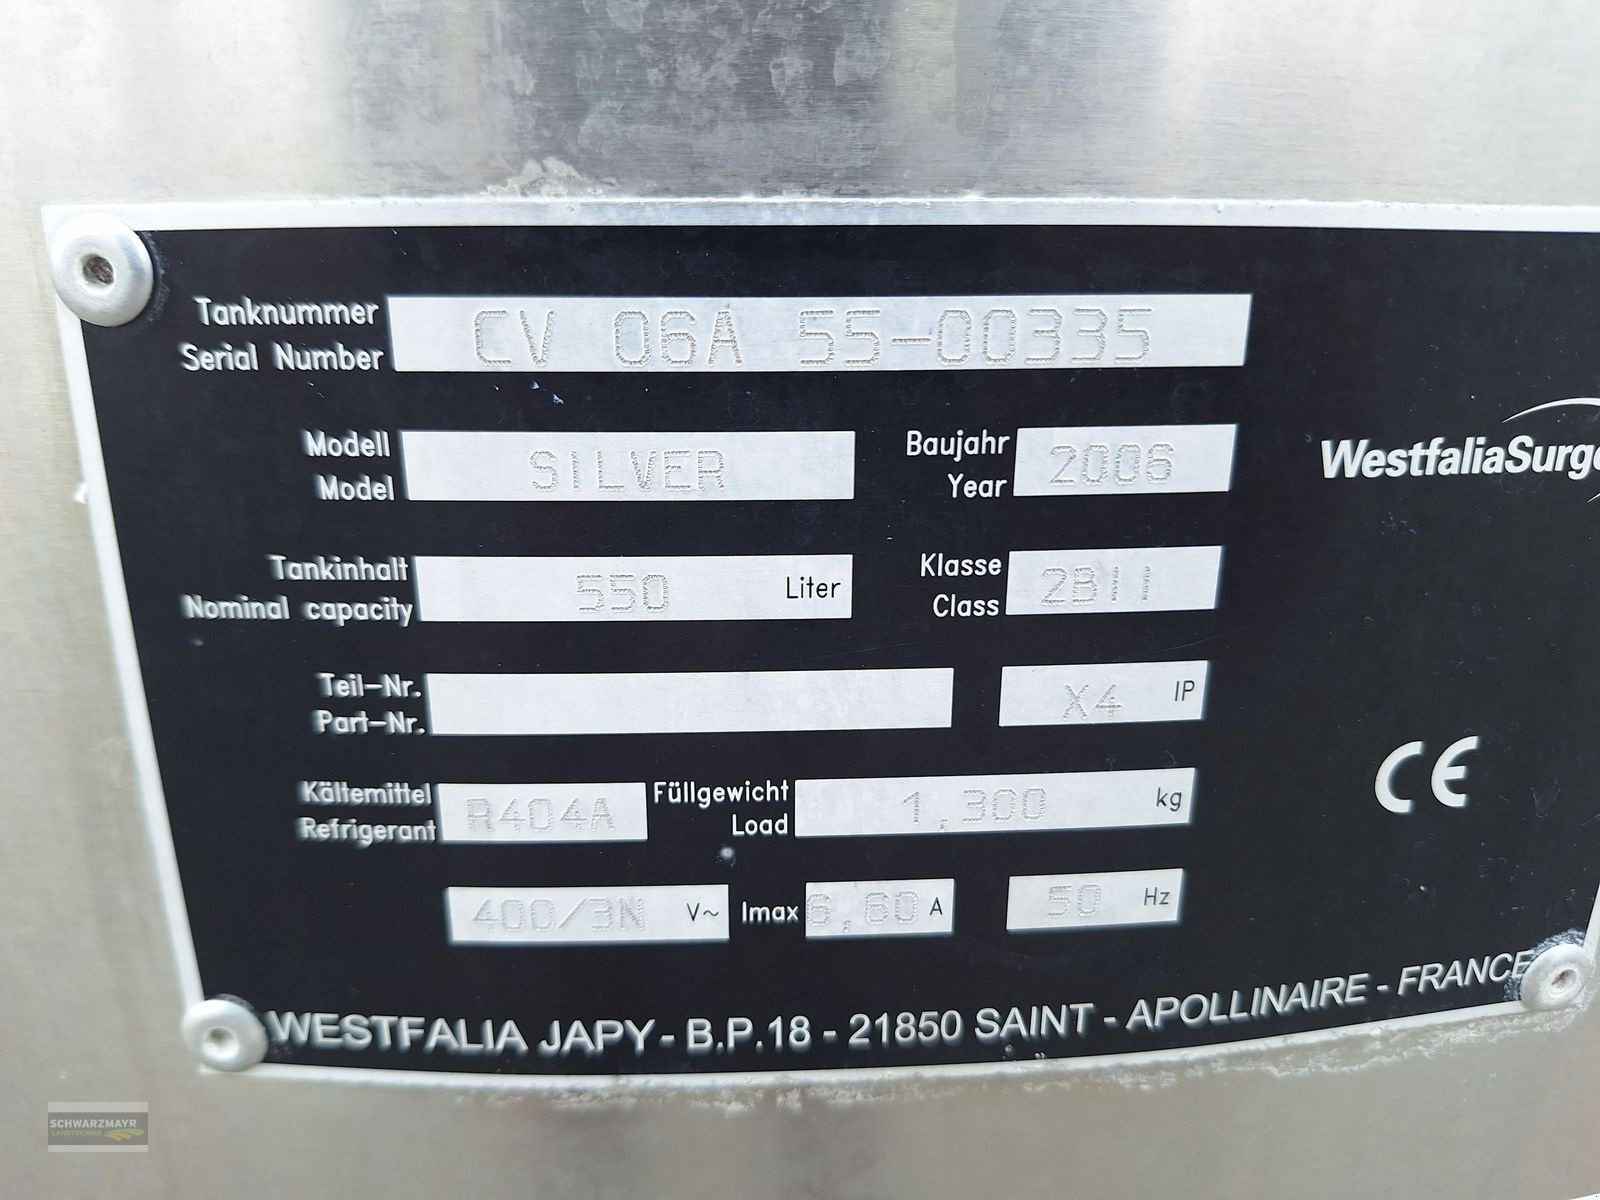 Tanknummer
Serial Number
CV 06A 55-00335
Modell
Model
SILVER
Baujahr
Year
2006
WestfaliaSurge
Tankinhalt
Nominal capacity
550 Liter
Klasse
Class
2BII
Teil-Nr.
Part-Nr.
X4 IP
Kältemittel
Refrigerant
R404A
Füllgewicht
Load
1,300 kg
CE
400/3N V~
Imax 6,60 A
50 Hz
WESTFALIA JAPY - B.P.18 - 21850 SAINT - APOLLINAIRE - FRANCE
SCHWARZMAYR
LANDTECHNIK